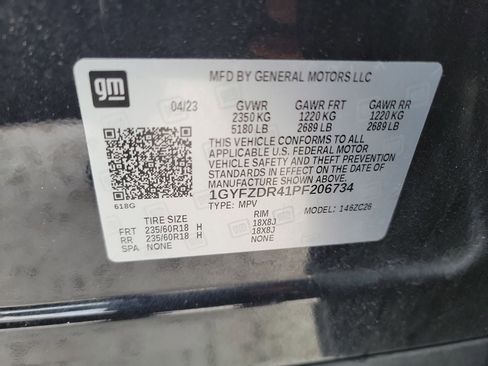 gm
MFD BY GENERAL MOTORS LLC
04/23 GVWR GAWR FRT GAWR RR
2350 KG 1220 KG 1220 KG
5180 LB 2689 LB 2689 LB
THIS VEHICLE CONFORMS TO ALL
APPLICABLE U.S. FEDERAL MOTOR
VEHICLE SAFETY AND THEFT PREVENTION
STANDARDS IN EFFECT ON THE DATE OF
MANUFACTURE SHOWN ABOVE.
1GYFZDR41PF206734
618G TYPE: MPV MODEL: 146ZC26
TIRE SIZE RIM
FRT 235/60R18 H 18X8J
RR 235/60R18 H 18X8J
SPA NONE NONE